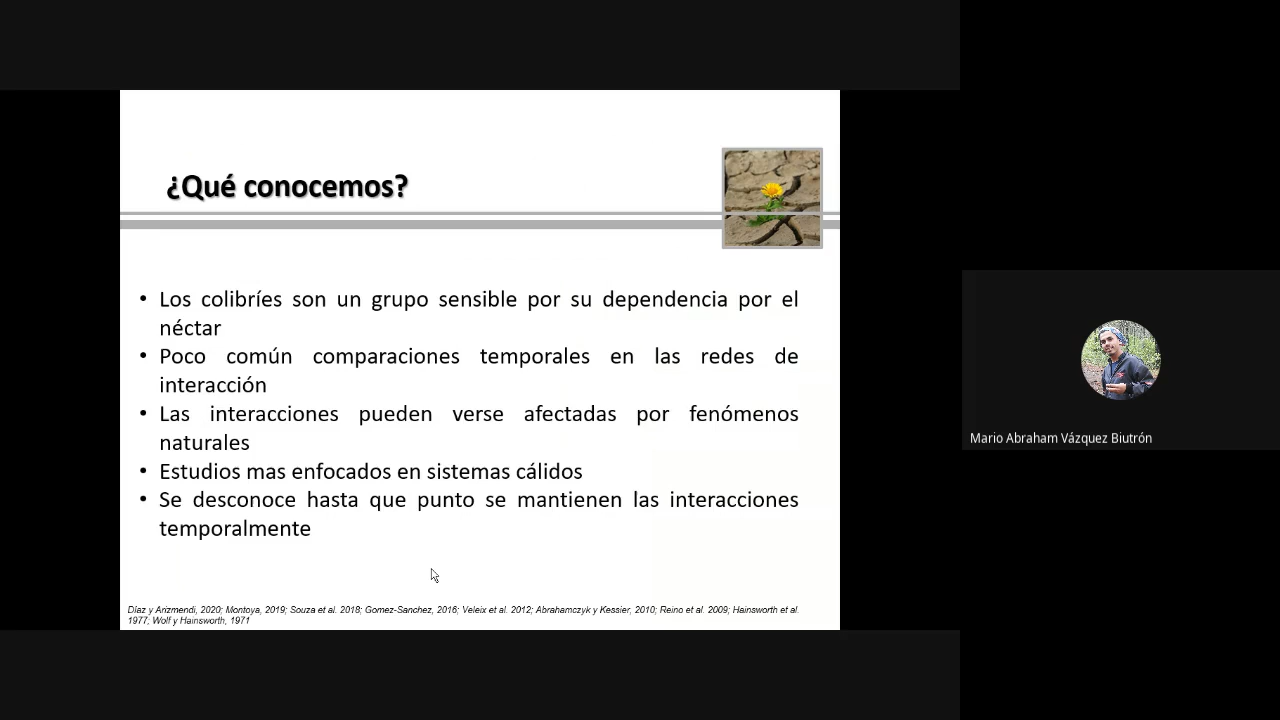 ¿Qué conocemos?
• Los colibríes son un grupo sensible por su dependencia por el
néctar
• Poco común comparaciones temporales en las redes de
interacción
• Las interacciones pueden verse afectadas por fenómenos
naturales
• Estudios mas enfocados en sistemas cálidos
• Se desconoce hasta que punto se mantienen las interacciones
temporalmente
Díaz y Arizmendi, 2020; Montoya, 2019; Souza et al. 2018; Gomez-Sanchez, 2016; Veleix et al. 2012; Abrahamczyk y Kessier, 2010; Reino et al. 2009; Hainsworth et al.
1977; Wolf y Hainsworth, 1971
Mario Abraham Vázquez Biutrón